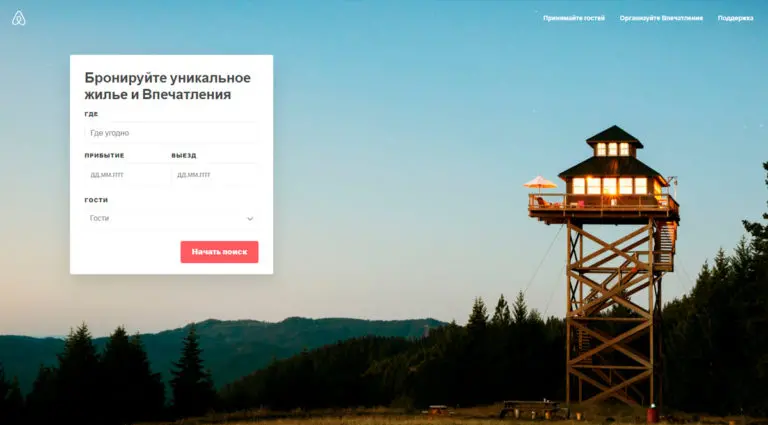 Принимайте гостей Организуйте Впечатление Поддержка
Бронируйте уникальное
жилье и Впечатления
ГДЕ
Где угодно
ПРИБЫТИЕ ВЫЕЗД
дд.мм.гггг дд.мм.гггг
ГОСТИ
Гости
Начать поиск